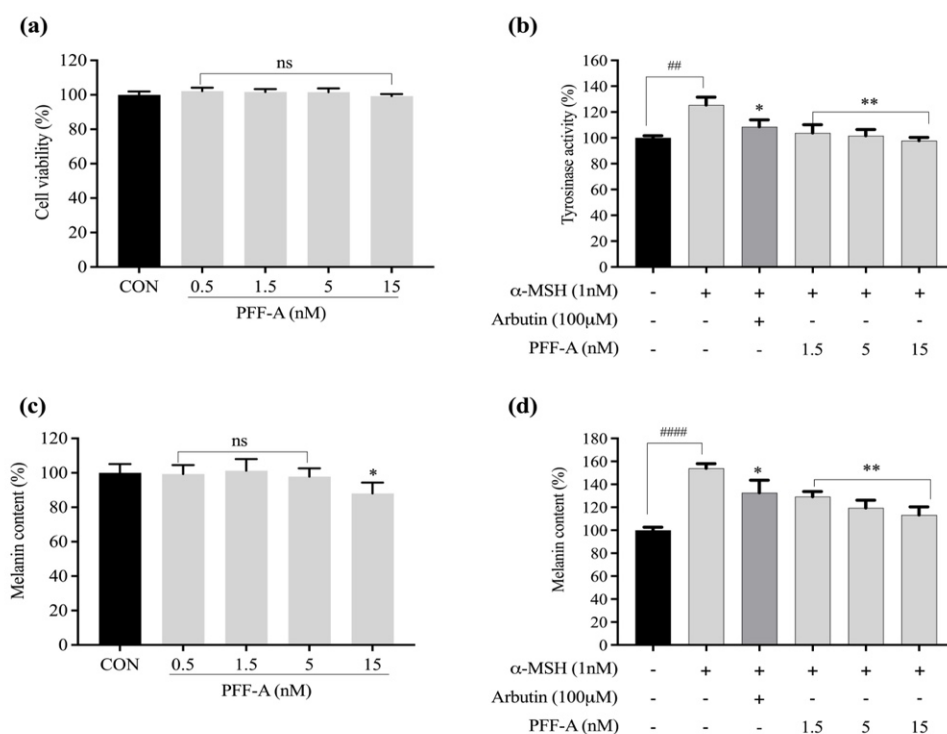 (a)
ns
120
100
80
60
40
20
0
Cell viability (%)
CON
0.5 1.5 5 15
PFF-A (nM)
(b)
##
*
**
160
140
120
100
80
60
40
20
0
Tyrosinase activity (%)
α-MSH (1nM) - + + + + +
Arbutin (100μM) - - + - - -
PFF-A (nM) - - - 1.5 5 15
(c)
ns
*
120
100
80
60
40
20
0
Melanin content (%)
CON
0.5 1.5 5 15
PFF-A (nM)
(d)
####
*
**
180
160
140
120
100
80
60
40
20
0
Melanin content (%)
α-MSH (1nM) - + + + + +
Arbutin (100μM) - - + - - -
PFF-A (nM) - - - 1.5 5 15